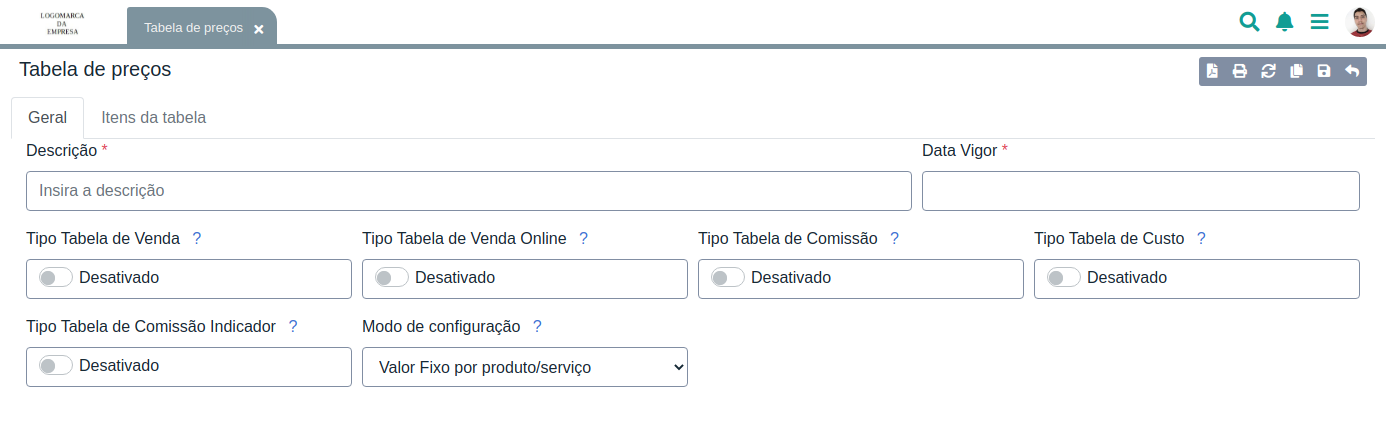 LOGOMARCA
DA
EMPRESA
Tabela de preços
Tabela de preços
Geral Itens da tabela
Descrição * Data Vigor *
Insira a descrição
Tipo Tabela de Venda ? Tipo Tabela de Venda Online ? Tipo Tabela de Comissão ? Tipo Tabela de Custo ?
Desativado Desativado Desativado Desativado
Tipo Tabela de Comissão Indicador ? Modo de configuração ?
Desativado Valor Fixo por produto/serviço